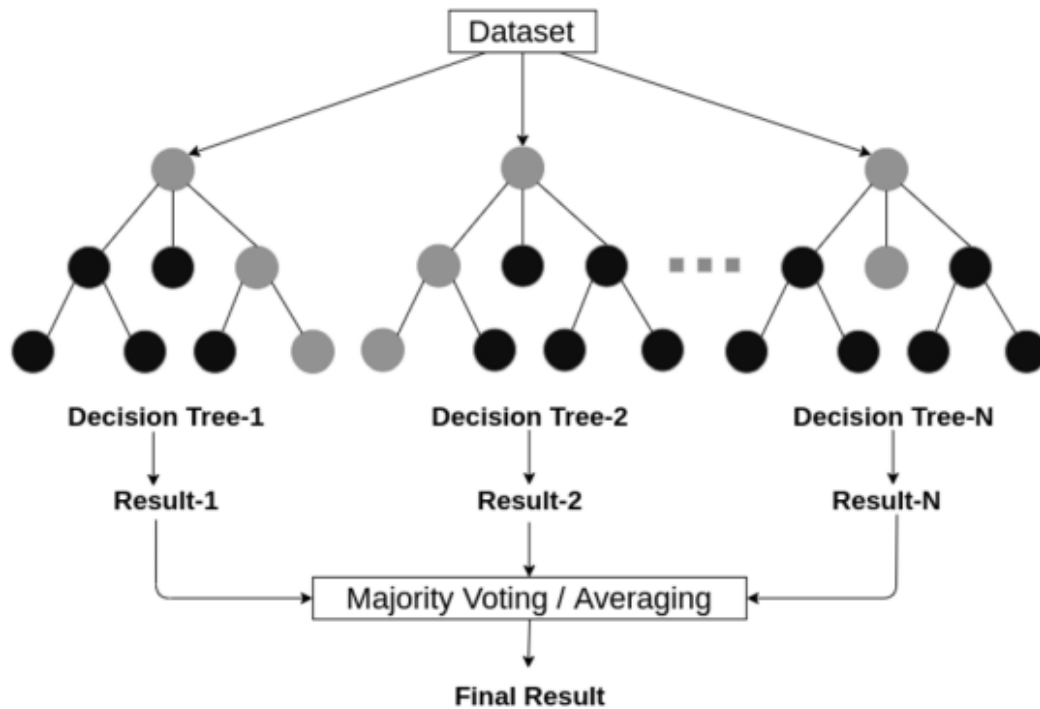 Dataset
Decision Tree-1
Decision Tree-2
Decision Tree-N
Result-1
Result-2
Result-N
Majority Voting / Averaging
Final Result